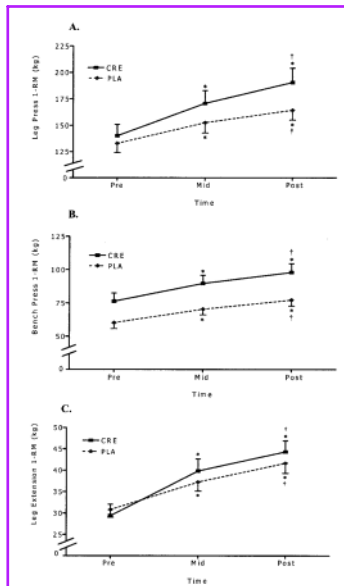 A.
CRE
PLA
Leg Press 1-RM (kg)
225
200
175
150
125
0
†
*
*
*
*
†
Pre Mid Post
Time
B.
CRE
PLA
Bench Press 1-RM (kg)
125
100
75
50
0
†
*
*
*
*
†
Pre Mid Post
Time
C.
CRE
PLA
Leg Extension 1-RM (kg)
50
45
40
35
30
25
0
†
*
*
*
*
†
Pre Mid Post
Time